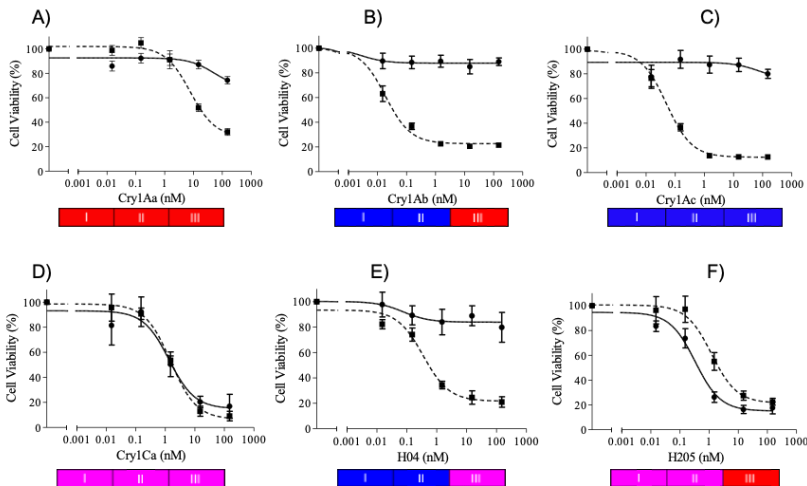 A)
B)
C)
Cell Viability (%)
100
80
60
40
20
0
0.001 0.01 0.1 1 10 100 1000
Cry1Aa (nM)
I II III
Cell Viability (%)
100
80
60
40
20
0
0.001 0.01 0.1 1 10 100 1000
Cry1Ab (nM)
I II III
Cell Viability (%)
100
80
60
40
20
0
0.001 0.01 0.1 1 10 100 1000
Cry1Ac (nM)
I II III
D)
E)
F)
Cell Viability (%)
100
80
60
40
20
0
0.001 0.01 0.1 1 10 100 1000
Cry1Ca (nM)
I II III
Cell Viability (%)
100
80
60
40
20
0
0.001 0.01 0.1 1 10 100 1000
H04 (nM)
I II III
Cell Viability (%)
100
80
60
40
20
0
0.001 0.01 0.1 1 10 100 1000
H205 (nM)
I II III